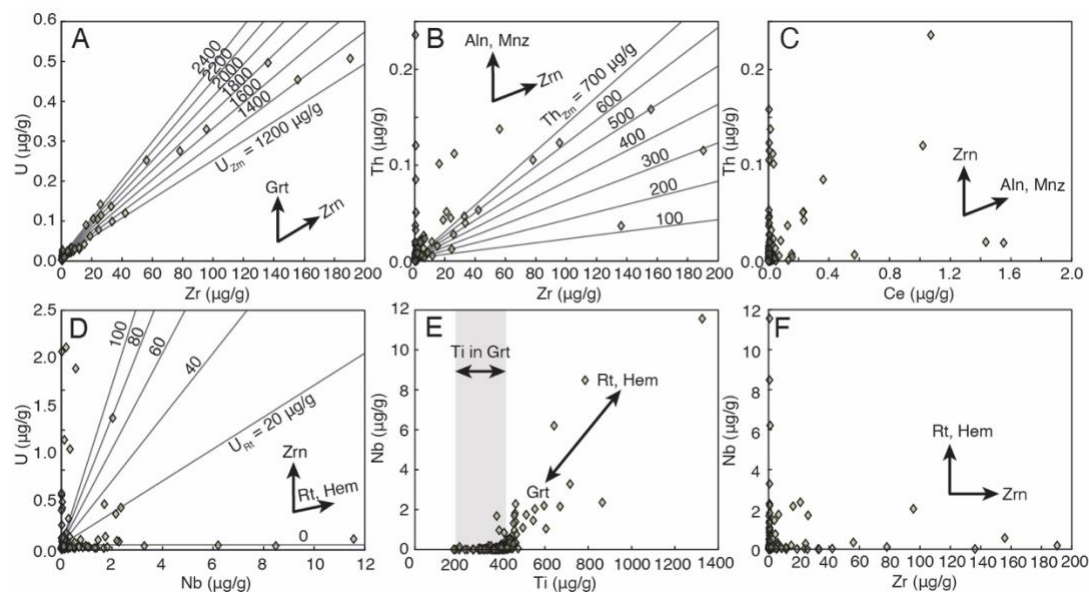 A
0.6
0.5
0.4
0.3
0.2
0.1
0.0
U (µg/g)
2400
2200
2000
1800
1600
1400
U Zrn = 1200 µg/g
Grt
Zrn
0 20 40 60 80 100 120 140 160 180 200
Zr (µg/g)
B
0.2
0.1
0.0
Th (µg/g)
Aln, Mnz
Zrn
Th Zrn = 700 µg/g
600
500
400
300
200
100
0 20 40 60 80 100 120 140 160 180 200
Zr (µg/g)
C
0.2
0.1
0.0
Th (µg/g)
Zrn
Aln, Mnz
0.0 0.4 0.8 1.2 1.6 2.0
Ce (µg/g)
D
2.5
2.0
1.5
1.0
0.5
0.0
U (µg/g)
100
80
60
40
U Rt = 20 µg/g
0
Zrn
Rt, Hem
0 2 4 6 8 10 12
Nb (µg/g)
E
12
10
8
6
4
2
0
Nb (µg/g)
Ti in Grt
Rt, Hem
Grt
0 200 400 600 800 1000 1200 1400
Ti (µg/g)
F
12
10
8
6
4
2
0
Nb (µg/g)
Rt, Hem
Zrn
0 20 40 60 80 100 120 140 160 180 200
Zr (µg/g)